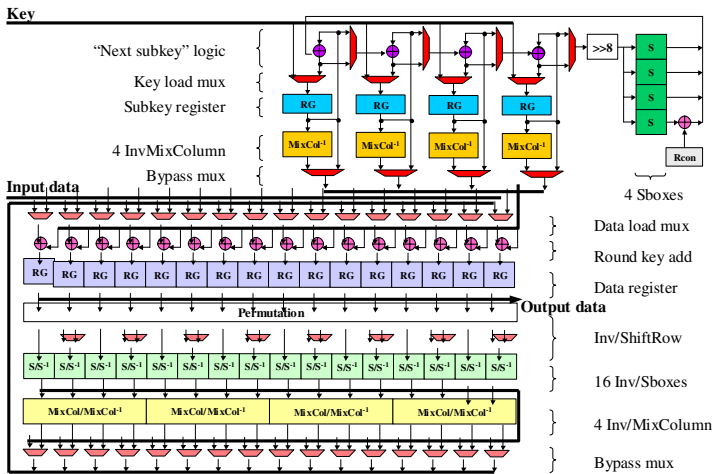 Key
“Next subkey” logic
>>8
S
S
S
S
Key load mux
Subkey register
RG RG RG RG
4 InvMixColumn
MixCol-1 MixCol-1 MixCol-1 MixCol-1
Rcon
Bypass mux
Input data
4 Sboxes
Data load mux
Round key add
RG RG RG RG RG RG RG RG RG RG RG RG RG RG RG RG
Data register
Output data
Permutation
Inv/ShiftRow
S/S-1 S/S-1 S/S-1 S/S-1 S/S-1 S/S-1 S/S-1 S/S-1 S/S-1 S/S-1 S/S-1 S/S-1 S/S-1 S/S-1 S/S-1 S/S-1
16 Inv/Sboxes
MixCol/MixCol-1 MixCol/MixCol-1 MixCol/MixCol-1 MixCol/MixCol-1
4 Inv/MixColumn
Bypass mux